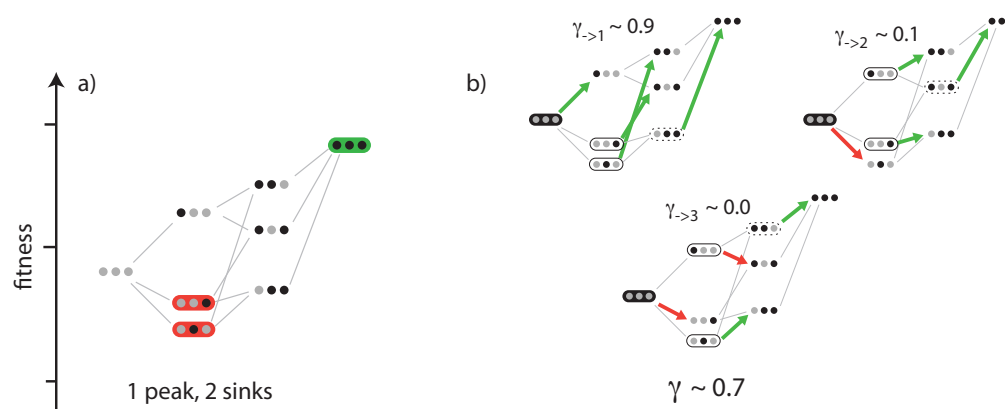 a)
fitness
1 peak, 2 sinks
b)
γ->1 ~ 0.9
γ->2 ~ 0.1
γ->3 ~ 0.0
γ ~ 0.7